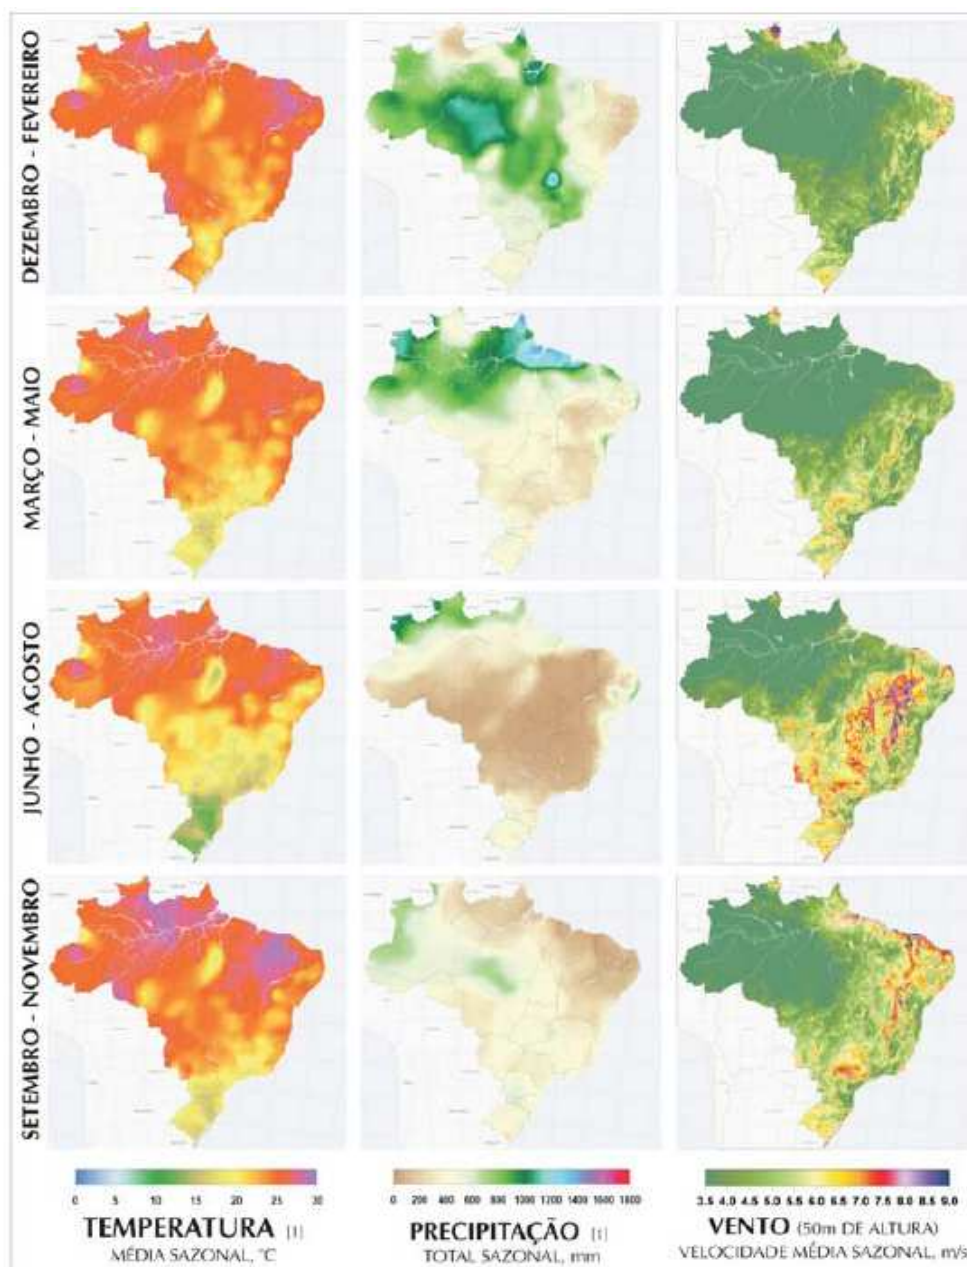 DEZEMBRO - FEVEREIRO
MARÇO - MAIO
JUNHO - AGOSTO
SETEMBRO - NOVEMBRO
0 5 10 15 20 25 30
TEMPERATURA [1]
MÉDIA SAZONAL, °C
0 200 400 600 800 1000 1200 1400 1600 1800
PRECIPITAÇÃO [1]
TOTAL SAZONAL, mm
3.5 4.0 4.5 5.0 5.5 6.0 6.5 7.0 7.5 8.0 8.5 9.0
VENTO (50m DE ALTURA)
VELOCIDADE MÉDIA SAZONAL, m/s